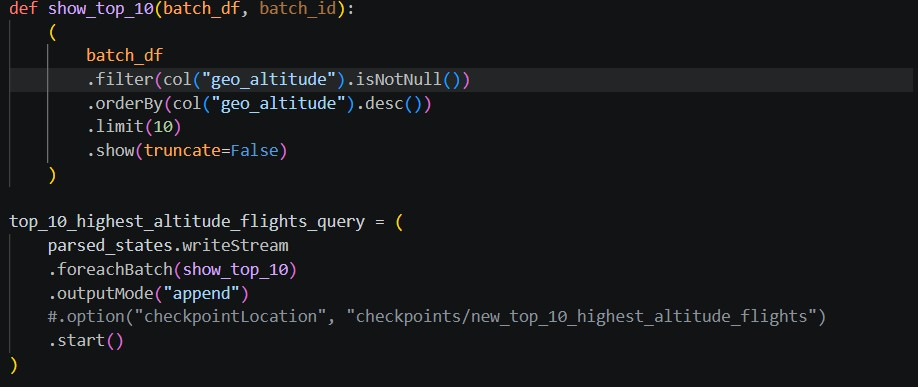 def show_top_10(batch_df, batch_id):
    (
        batch_df
        .filter(col("geo_altitude").isNotNull())
        .orderBy(col("geo_altitude").desc())
        .limit(10)
        .show(truncate=False)
    )

top_10_highest_altitude_flights_query = (
    parsed_states.writeStream
    .foreachBatch(show_top_10)
    .outputMode("append")
    #.option("checkpointLocation", "checkpoints/new_top_10_highest_altitude_flights")
    .start()
)